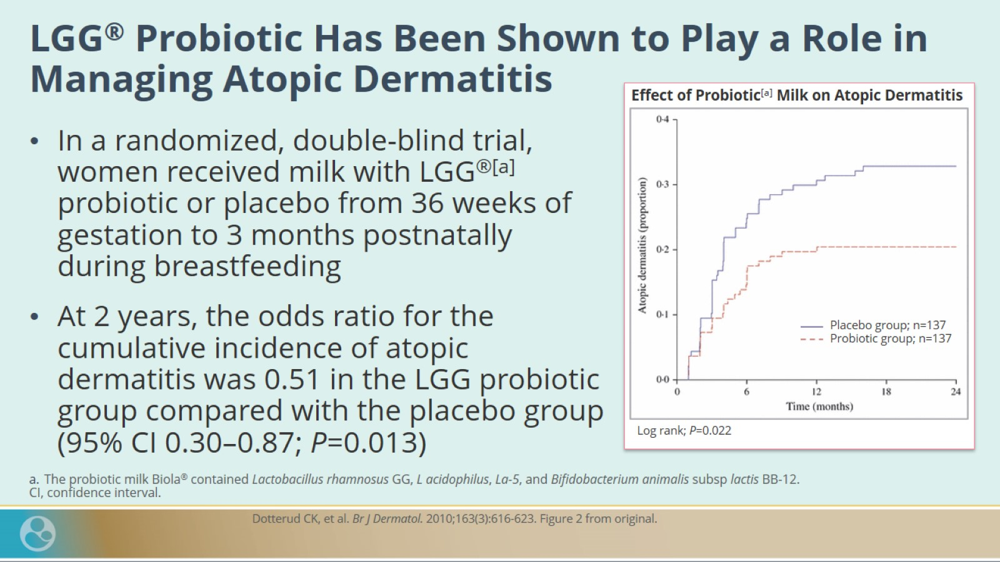 LGG® Probiotic Has Been Shown to Play a Role in
Managing Atopic Dermatitis
• In a randomized, double-blind trial,
women received milk with LGG®[a]
probiotic or placebo from 36 weeks of
gestation to 3 months postnatally
during breastfeeding
• At 2 years, the odds ratio for the
cumulative incidence of atopic
dermatitis was 0.51 in the LGG probiotic
group compared with the placebo group
(95% CI 0.30–0.87; P=0.013)
Effect of Probiotic[a] Milk on Atopic Dermatitis
Atopic dermatitis (proportion)
0·4
0·3
0·2
0·1
0·0
Placebo group; n=137
Probiotic group; n=137
0 6 12 18 24
Time (months)
Log rank; P=0.022
a. The probiotic milk Biola® contained Lactobacillus rhamnosus GG, L acidophilus, La-5, and Bifidobacterium animalis subsp lactis BB-12.
CI, confidence interval.
Dotterud CK, et al. Br J Dermatol. 2010;163(3):616-623. Figure 2 from original.